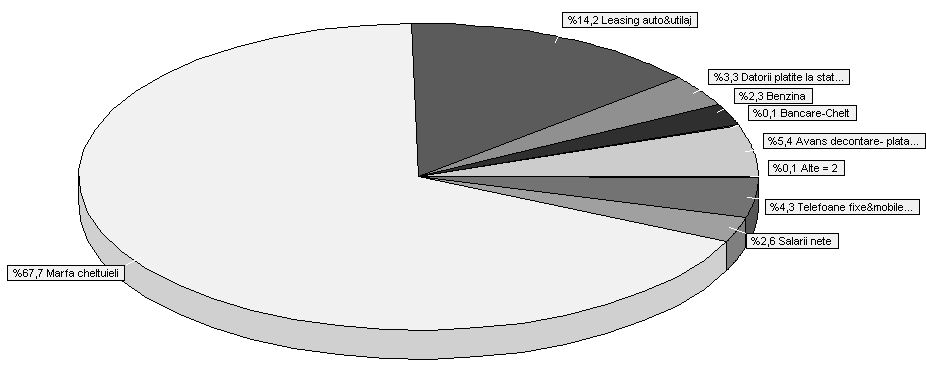 %14,2 Leasing auto&utilaj
%3,3 Datorii platite la stat...
%2,3 Benzina
%0,1 Bancare-Chelt
%5,4 Avans decontare- plata...
%0,1 Alte = 2
%4,3 Telefoane fixe&mobile...
%2,6 Salarii nete
%67,7 Marfa cheltuieli